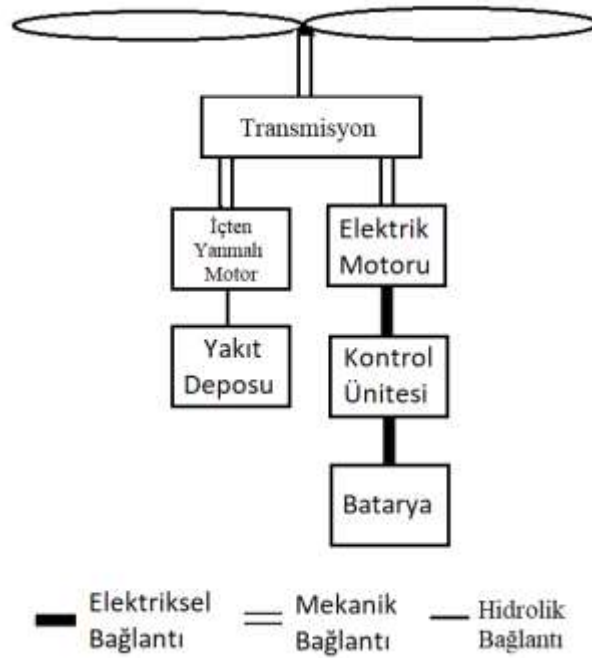 Transmisyon
İçten
Yanmalı
Motor
Elektrik
Motoru
Yakıt
Deposu
Kontrol
Ünitesi
Batarya
Elektriksel
Bağlantı
Mekanik
Bağlantı
Hidrolik
Bağlantı